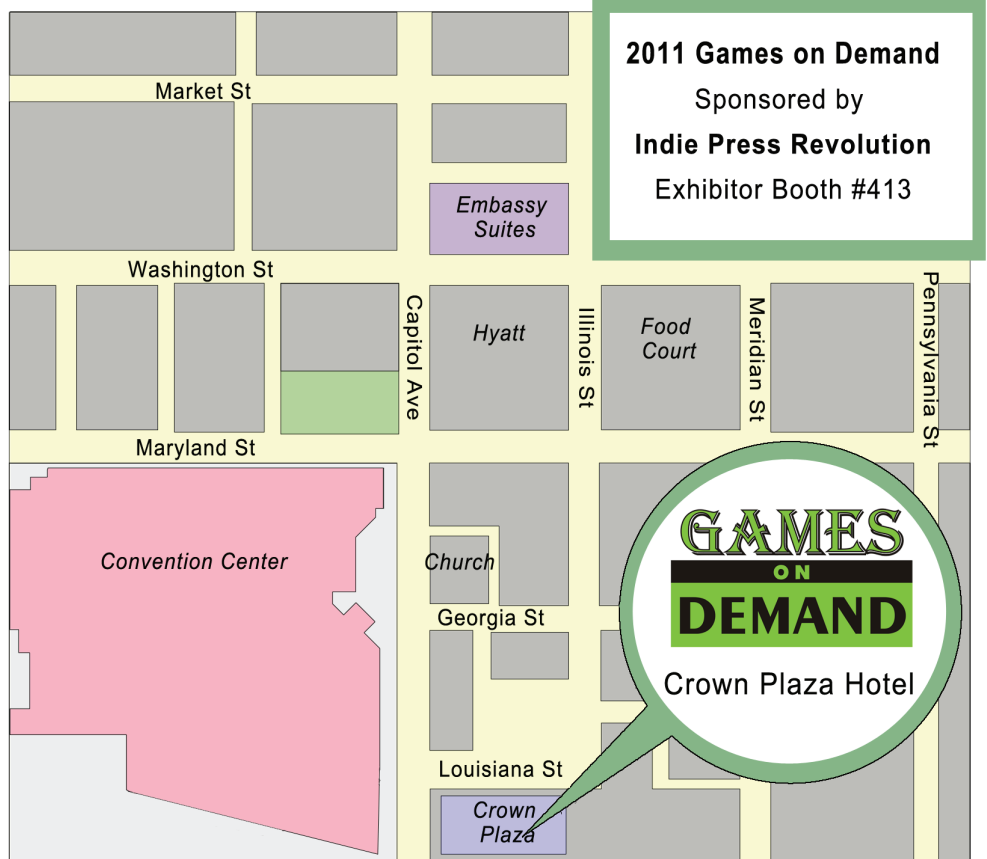 2011 Games on Demand
Sponsored by
Indie Press Revolution
Exhibitor Booth #413
Market St
Embassy
Suites
Washington St
Capitol Ave
Hyatt
Illinois St
Food
Court
Meridian St
Pennsylvania St
Maryland St
Convention Center
Church
Georgia St
GAMES
ON
DEMAND
Crown Plaza Hotel
Louisiana St
Crown
Plaza